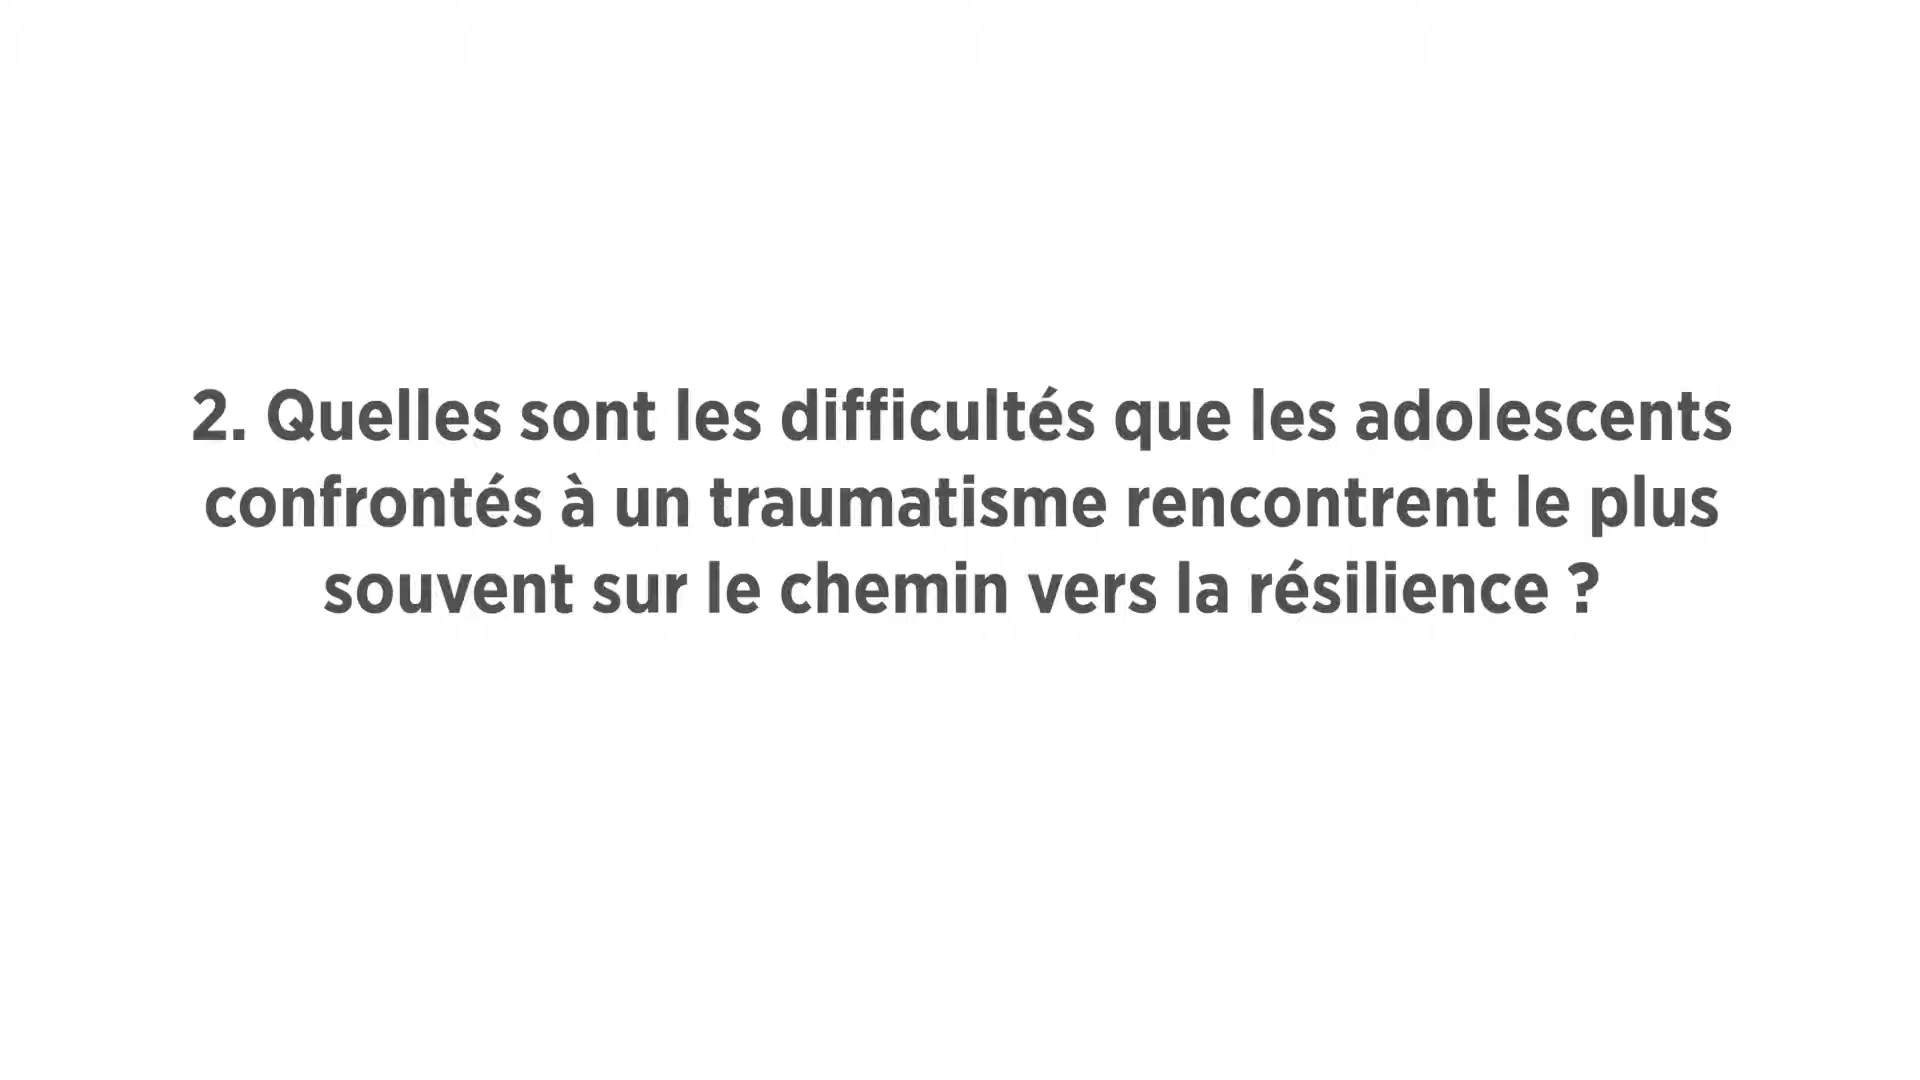 2. Quelles sont les difficultés que les adolescents
confrontés à un traumatisme rencontrent le plus
souvent sur le chemin vers la résilience ?